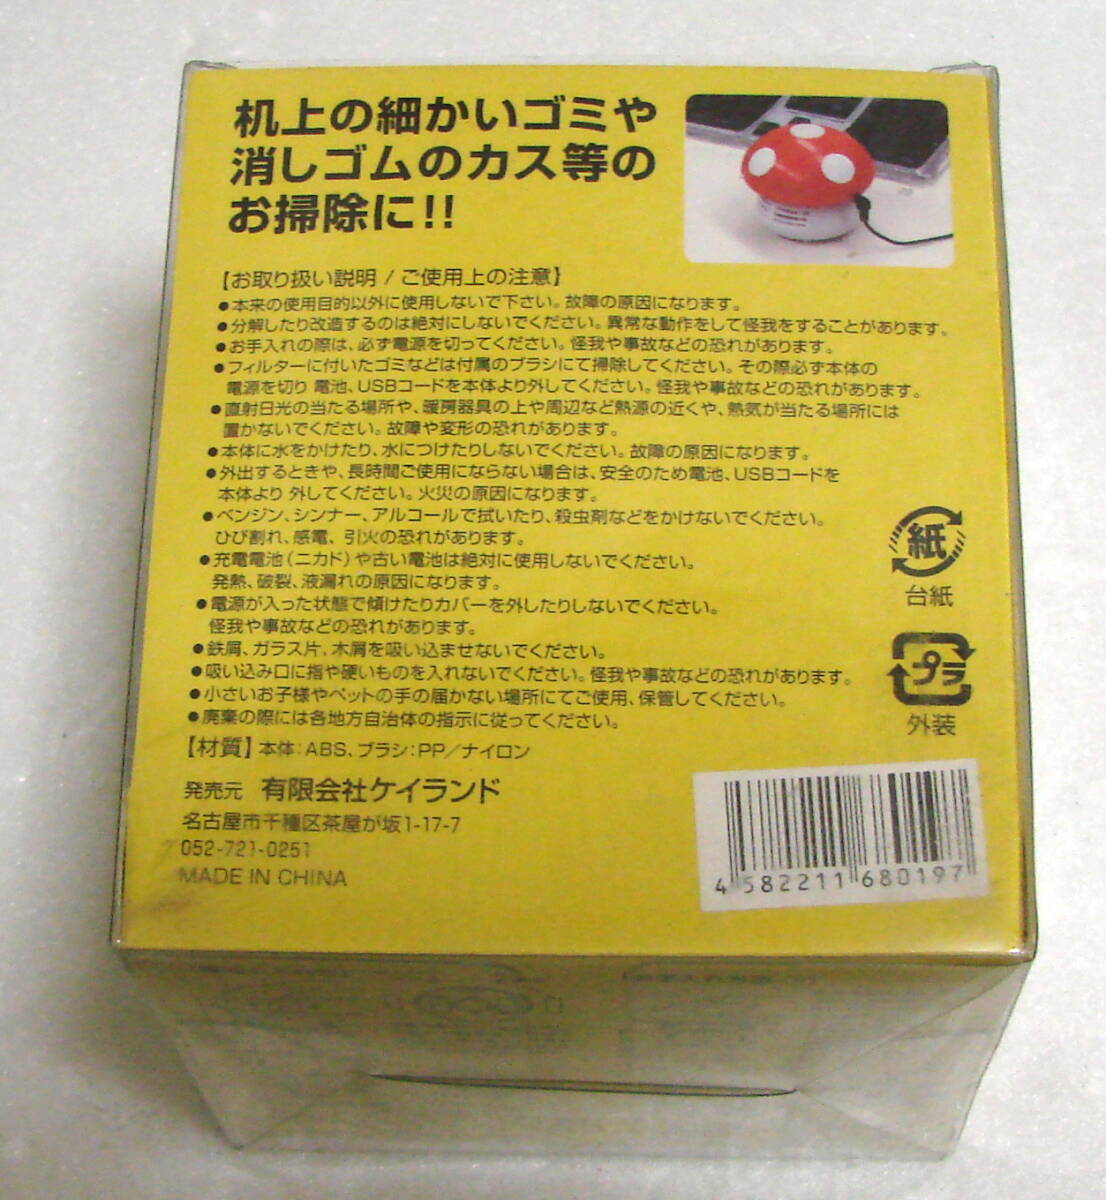 机上の細かいゴミや
消しゴムのカス等の
お掃除に!!
【お取り扱い説明 / ご使用上の注意】
●本来の使用目的以外に使用しないで下さい。故障の原因になります。
●分解したり改造するのは絶対にしないでください。異常な動作をして怪我をすることがあります。
●お手入れの際は、必ず電源を切ってください。怪我や事故などの恐れがあります。
●フィルターに付いたゴミなどは付属のブラシにて掃除してください。その際必ず本体の
電源を切り 電池、USBコードを本体より外してください。怪我や事故などの恐れがあります。
●直射日光の当たる場所や、暖房器具の上や周辺など熱源の近くや、熱気が当たる場所には
置かないでください。故障や変形の恐れがあります。
●本体に水をかけたり、水につけたりしないでください。故障の原因になります。
●外出するときや、長時間ご使用にならない場合は、安全のため電池、USBコードを
本体より 外してください。火災の原因になります。
●ベンジン、シンナー、アルコールで拭いたり、殺虫剤などをかけないでください。
ひび割れ、感電、引火の恐れがあります。
●充電電池(ニカド)や古い電池は絶対に使用しないでください。
発熱、破裂、液漏れの原因になります。
●電源が入った状態で傾けたりカバーを外したりしないでください。
怪我や事故などの恐れがあります。
●鉄屑、ガラス片、木屑を吸い込ませないでください。
●吸い込み口に指や硬いものを入れないでください。怪我や事故などの恐れがあります。
●小さいお子様やペットの手の届かない場所にてご使用、保管してください。
●廃棄の際には各地方自治体の指示に従ってください。
【材質】本体:ABS、ブラシ:PP/ナイロン
発売元 有限会社ケイランド
名古屋市千種区茶屋が坂1-17-7
052-721-0251
MADE IN CHINA
紙
台紙
プラ
外装
4 582211 680197